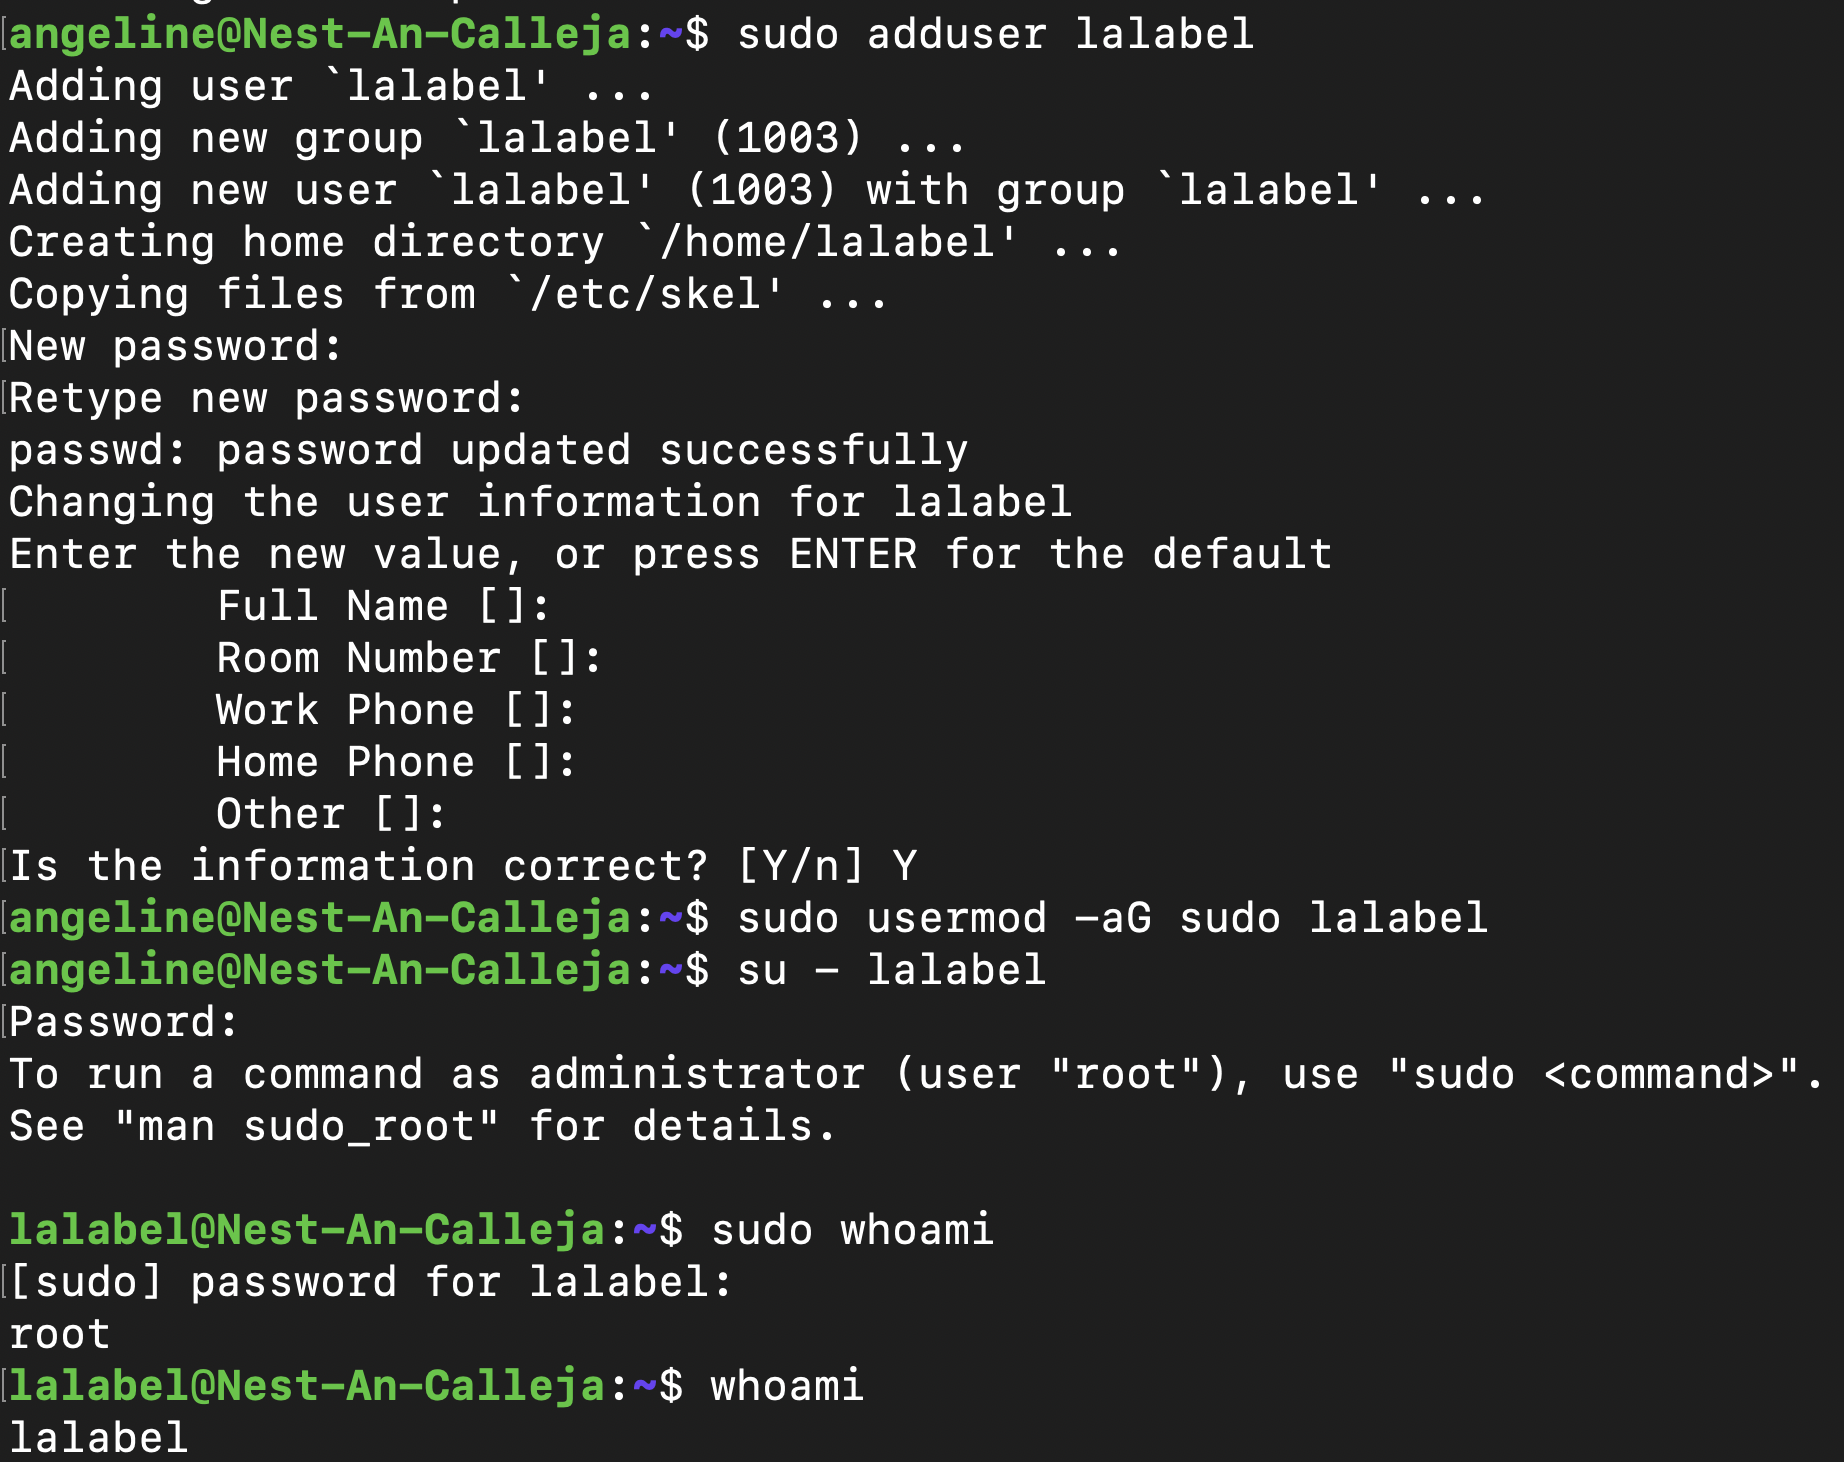 angeline@Nest-An-Calleja:~$ sudo adduser lalabel
Adding user `lalabel' ...
Adding new group `lalabel' (1003) ...
Adding new user `lalabel' (1003) with group `lalabel' ...
Creating home directory `/home/lalabel' ...
Copying files from `/etc/skel' ...
New password:
Retype new password:
passwd: password updated successfully
Changing the user information for lalabel
Enter the new value, or press ENTER for the default
        Full Name []:
        Room Number []:
        Work Phone []:
        Home Phone []:
        Other []:
Is the information correct? [Y/n] Y
angeline@Nest-An-Calleja:~$ sudo usermod -aG sudo lalabel
angeline@Nest-An-Calleja:~$ su - lalabel
Password:
To run a command as administrator (user "root"), use "sudo <command>".
See "man sudo_root" for details.

lalabel@Nest-An-Calleja:~$ sudo whoami
[sudo] password for lalabel:
root
lalabel@Nest-An-Calleja:~$ whoami
lalabel